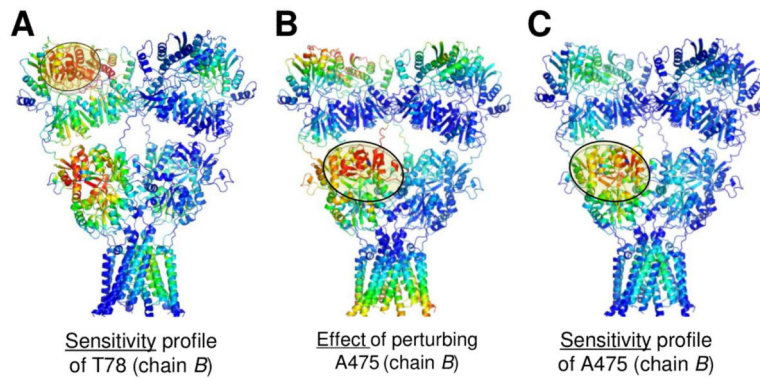 A
B
C
Sensitivity profile
of T78 (chain B)
Effect of perturbing
A475 (chain B)
Sensitivity profile
of A475 (chain B)